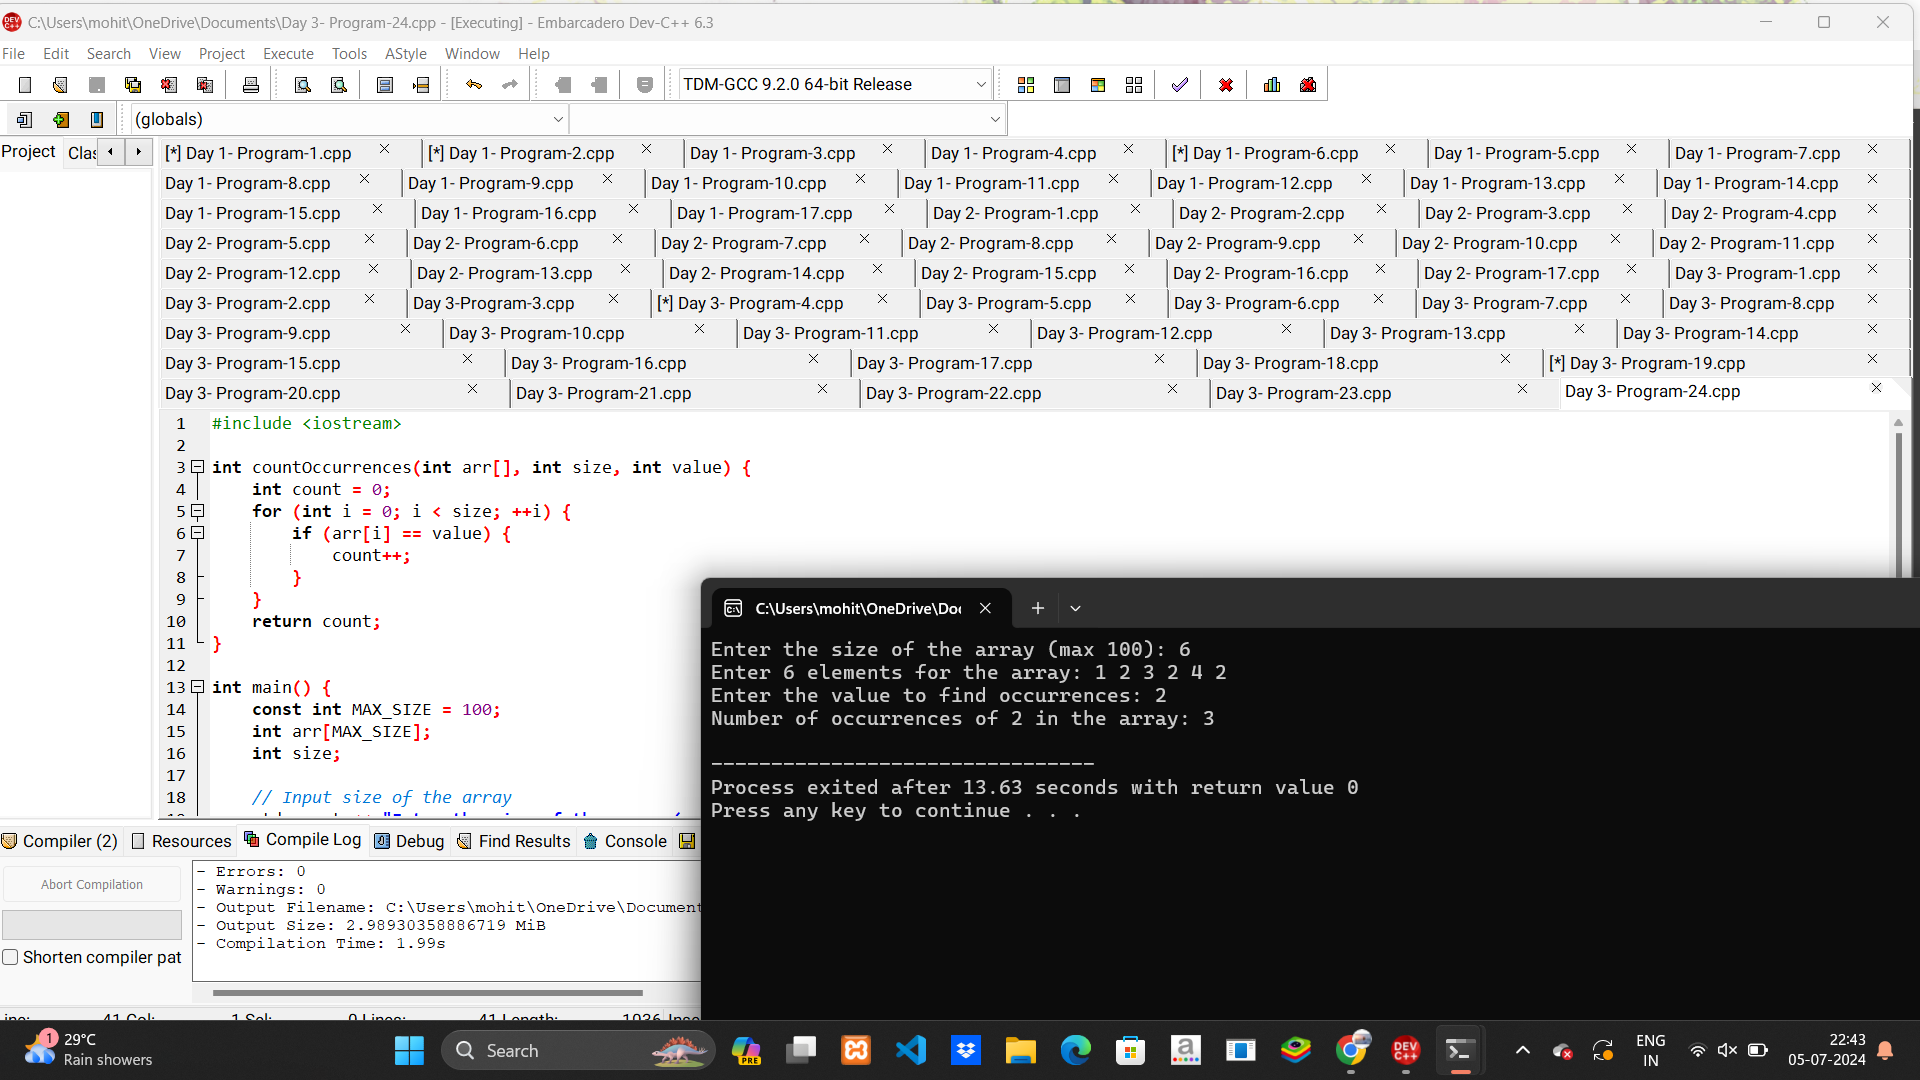 C:\Users\mohit\OneDrive\Documents\Day 3- Program-24.cpp - [Executing] - Embarcadero Dev-C++ 6.3
File Edit Search View Project Execute Tools AStyle Window Help
TDM-GCC 9.2.0 64-bit Release
(globals)
Project Clas
[*] Day 1- Program-1.cpp [*] Day 1- Program-2.cpp Day 1- Program-3.cpp Day 1- Program-4.cpp [*] Day 1- Program-6.cpp Day 1- Program-5.cpp Day 1- Program-7.cpp
Day 1- Program-8.cpp Day 1- Program-9.cpp Day 1- Program-10.cpp Day 1- Program-11.cpp Day 1- Program-12.cpp Day 1- Program-13.cpp Day 1- Program-14.cpp
Day 1- Program-15.cpp Day 1- Program-16.cpp Day 1- Program-17.cpp Day 2- Program-1.cpp Day 2- Program-2.cpp Day 2- Program-3.cpp Day 2- Program-4.cpp
Day 2- Program-5.cpp Day 2- Program-6.cpp Day 2- Program-7.cpp Day 2- Program-8.cpp Day 2- Program-9.cpp Day 2- Program-10.cpp Day 2- Program-11.cpp
Day 2- Program-12.cpp Day 2- Program-13.cpp Day 2- Program-14.cpp Day 2- Program-15.cpp Day 2- Program-16.cpp Day 2- Program-17.cpp Day 3- Program-1.cpp
Day 3- Program-2.cpp Day 3-Program-3.cpp [*] Day 3- Program-4.cpp Day 3- Program-5.cpp Day 3- Program-6.cpp Day 3- Program-7.cpp Day 3- Program-8.cpp
Day 3- Program-9.cpp Day 3- Program-10.cpp Day 3- Program-11.cpp Day 3- Program-12.cpp Day 3- Program-13.cpp Day 3- Program-14.cpp
Day 3- Program-15.cpp Day 3- Program-16.cpp Day 3- Program-17.cpp Day 3- Program-18.cpp [*] Day 3- Program-19.cpp
Day 3- Program-20.cpp Day 3- Program-21.cpp Day 3- Program-22.cpp Day 3- Program-23.cpp Day 3- Program-24.cpp
1 #include <iostream>
2
3 int countOccurrences(int arr[], int size, int value) {
4 int count = 0;
5 for (int i = 0; i < size; ++i) {
6 if (arr[i] == value) {
7 count++;
8 }
9 }
10 return count;
11 }
12
13 int main() {
14 const int MAX_SIZE = 100;
15 int arr[MAX_SIZE];
16 int size;
17
18 // Input size of the array
C:\Users\mohit\OneDrive\Doc
Enter the size of the array (max 100): 6
Enter 6 elements for the array: 1 2 3 2 4 2
Enter the value to find occurrences: 2
Number of occurrences of 2 in the array: 3
--------------------------------
Process exited after 13.63 seconds with return value 0
Press any key to continue . . .
Compiler (2) Resources Compile Log Debug Find Results Console
Abort Compilation
Shorten compiler pat
- Errors: 0
- Warnings: 0
- Output Filename: C:\Users\mohit\OneDrive\Document
- Output Size: 2.98930358886719 MiB
- Compilation Time: 1.99s
41 Col: 1 Sel: 0 Lines: 41 Length: 1036
1 29°C
Rain showers
Search
PRE
DEV C++
ENG
IN
22:43
05-07-2024